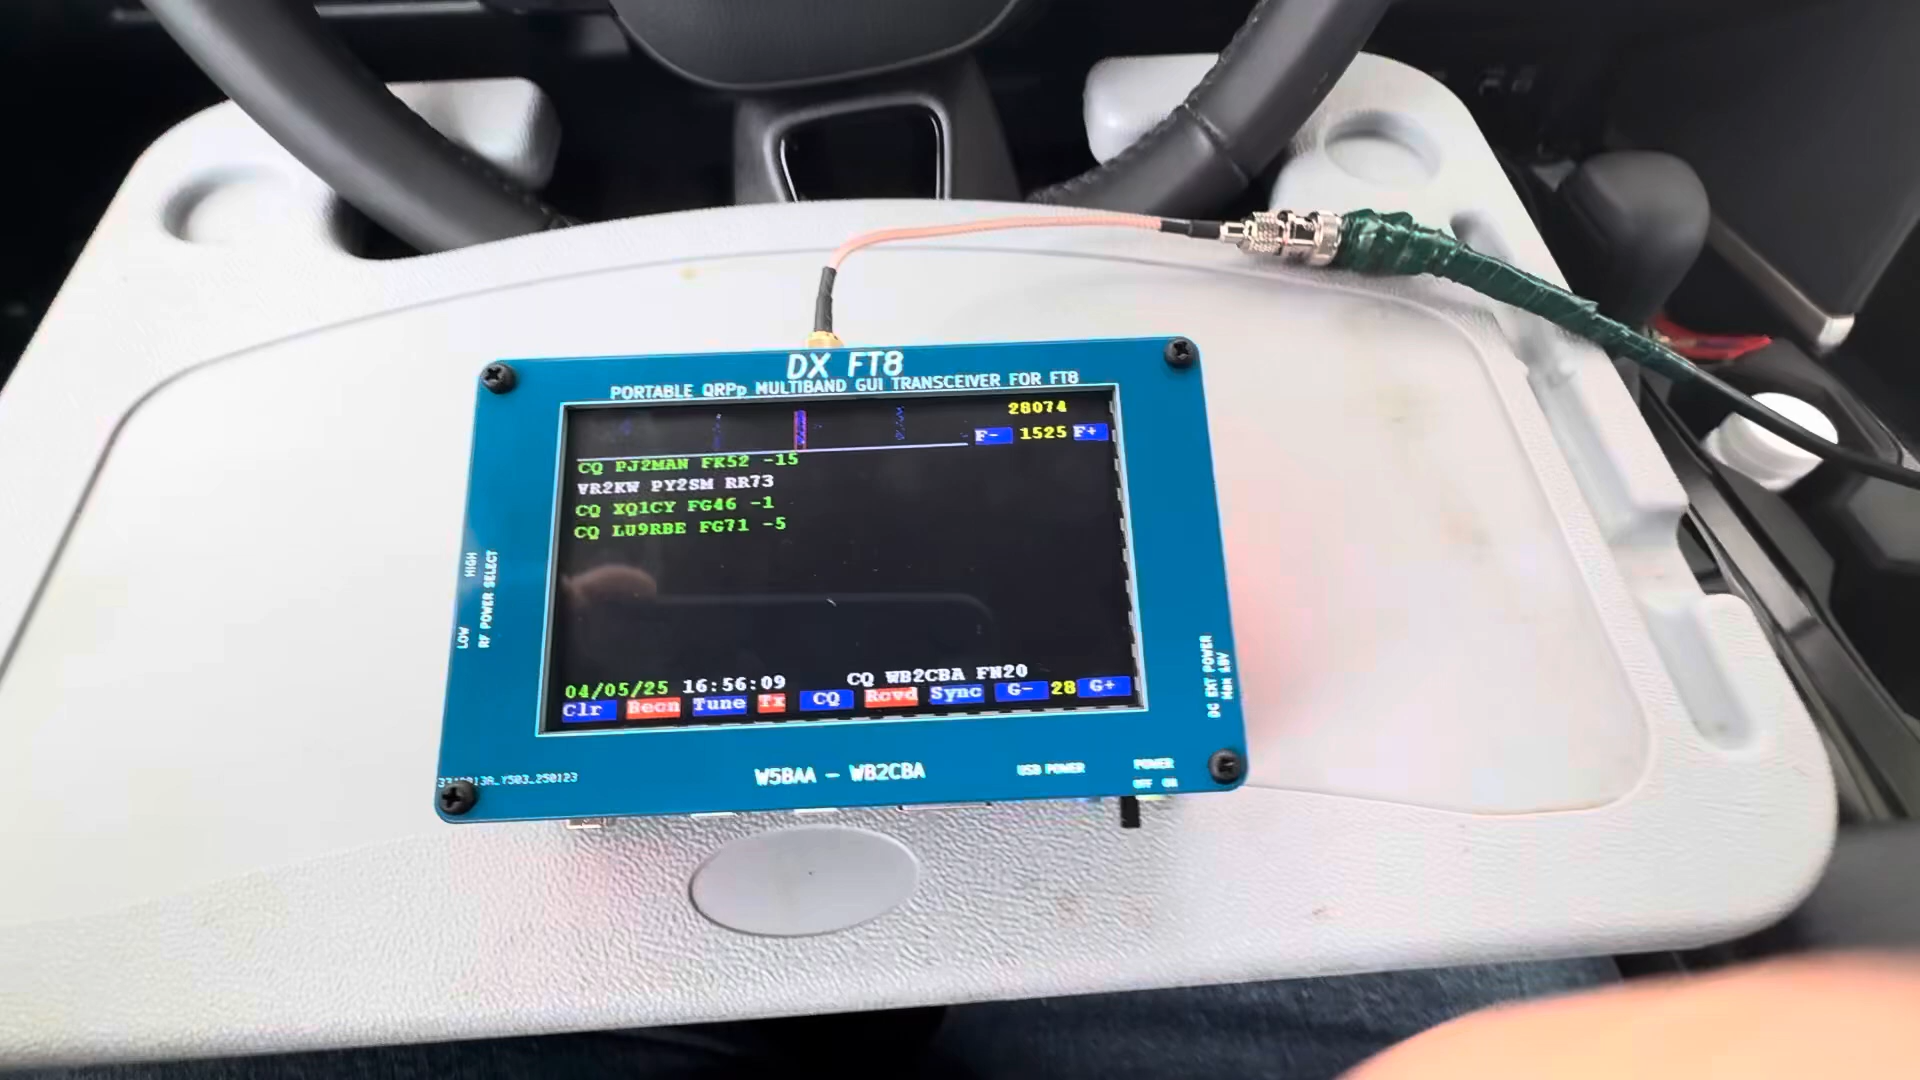 DX FT8
PORTABLE QRPp MULTIBAND GUI TRANSCEIVER FOR FT8
28074
F- 1525 F+
CQ PJ2MAN FK52 -15
VR2KW PY2SM RR73
CQ XQ1CY FG46 -1
CQ LU9RBE FG71 -5
HIGH
LOW
RF POWER SELECT
CQ WB2CBA FN20
04/05/25 16:56:09
Clr Becn Tune Tx CQ Rcvd Sync G- 28 G+
DC EXT POWER
W5BAA - WB2CBA
USB POWER
POWER
OFF ON